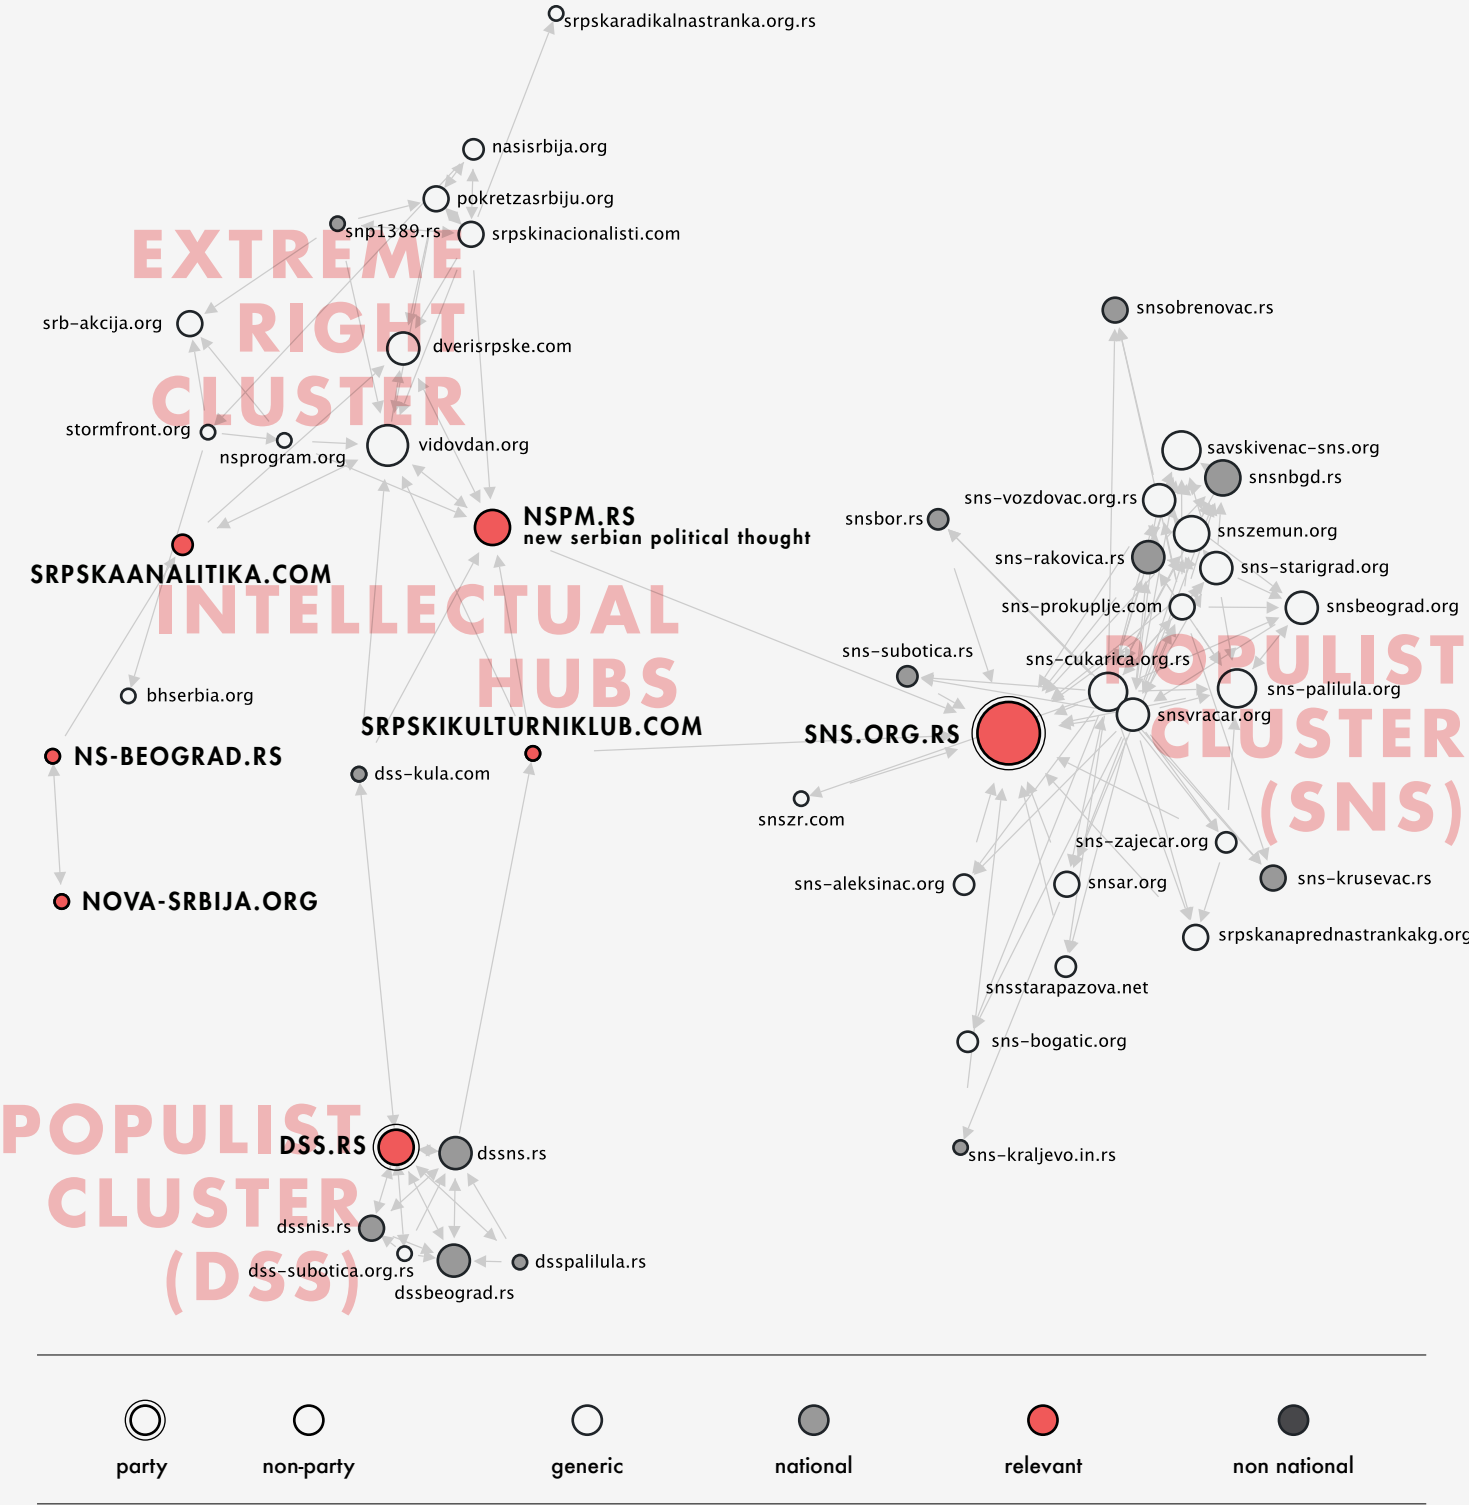 srpskaradikalnastranka.org.rs
nasisrbija.org
pokretzasrbiju.org
snp1389.rs
srpskinacionalisti.com
EXTREME
RIGHT
CLUSTER
srb-akcija.org
dverisrpske.com
stormfront.org
nsprogram.org
vidovdan.org
NSPM.RS
new serbian political thought
SRPSKAANALITIKA.COM
INTELLECTUAL
HUBS
bhserbia.org
SRPSKIKULTURNIKLUB.COM
NS-BEOGRAD.RS
dss-kula.com
NOVA-SRBIJA.ORG
snsobrenovac.rs
savskivenac-sns.org
snsnbgd.rs
sns-vozdovac.org.rs
snsbor.rs
snszemun.org
sns-rakovica.rs
sns-starigrad.org
sns-prokuplje.com
snsbeograd.org
sns-subotica.rs
sns-cukarica.org.rs
POPULIST
CLUSTER
(SNS)
sns-palilula.org
snsvracar.org
SNS.ORG.RS
snszr.com
sns-zajecar.org
sns-aleksinac.org
snsar.org
sns-krusevac.rs
srpskanaprednastrankakg.org
snsstarapazova.net
sns-bogatic.org
sns-kraljevo.in.rs
POPULIST
CLUSTER
(DSS)
DSS.RS
dssns.rs
dssnis.rs
dss-subotica.org.rs
dsspalilula.rs
dssbeograd.rs
party
non-party
generic
national
relevant
non national